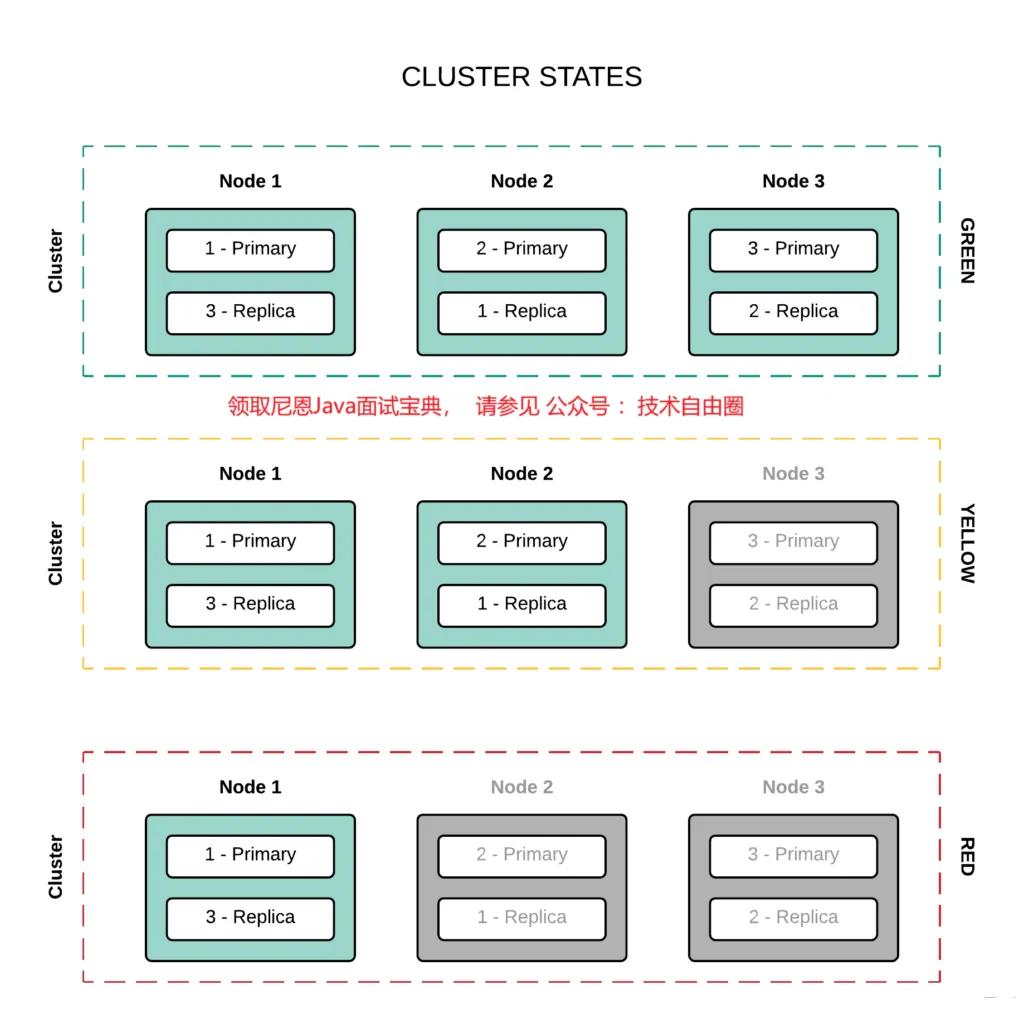 CLUSTER STATES
Node 1
Node 2
Node 3
Cluster
1 - Primary
2 - Primary
3 - Primary
3 - Replica
1 - Replica
2 - Replica
GREEN
领取尼恩Java面试宝典， 请参见 公众号 ： 技术自由圈
Node 1
Node 2
Node 3
Cluster
1 - Primary
2 - Primary
3 - Primary
3 - Replica
1 - Replica
2 - Replica
YELLOW
Node 1
Node 2
Node 3
Cluster
1 - Primary
2 - Primary
3 - Primary
3 - Replica
1 - Replica
2 - Replica
RED